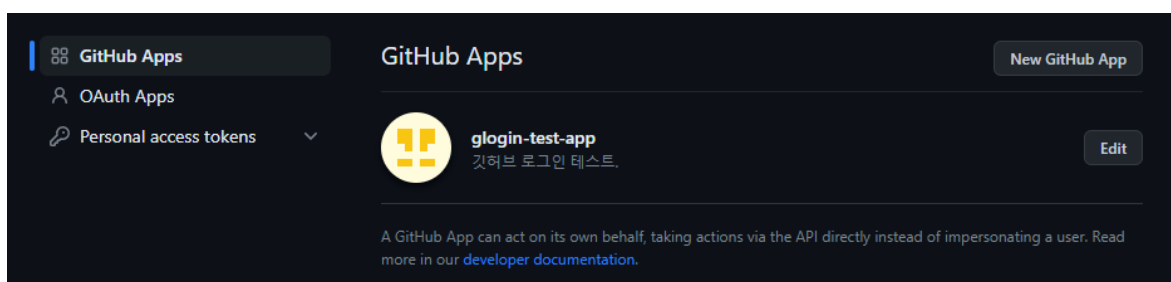 GitHub Apps
OAuth Apps
Personal access tokens
GitHub Apps
New GitHub App
glogin-test-app
깃허브 로그인 테스트.
Edit
A GitHub App can act on its own behalf, taking actions via the API directly instead of impersonating a user. Read
more in our developer documentation.